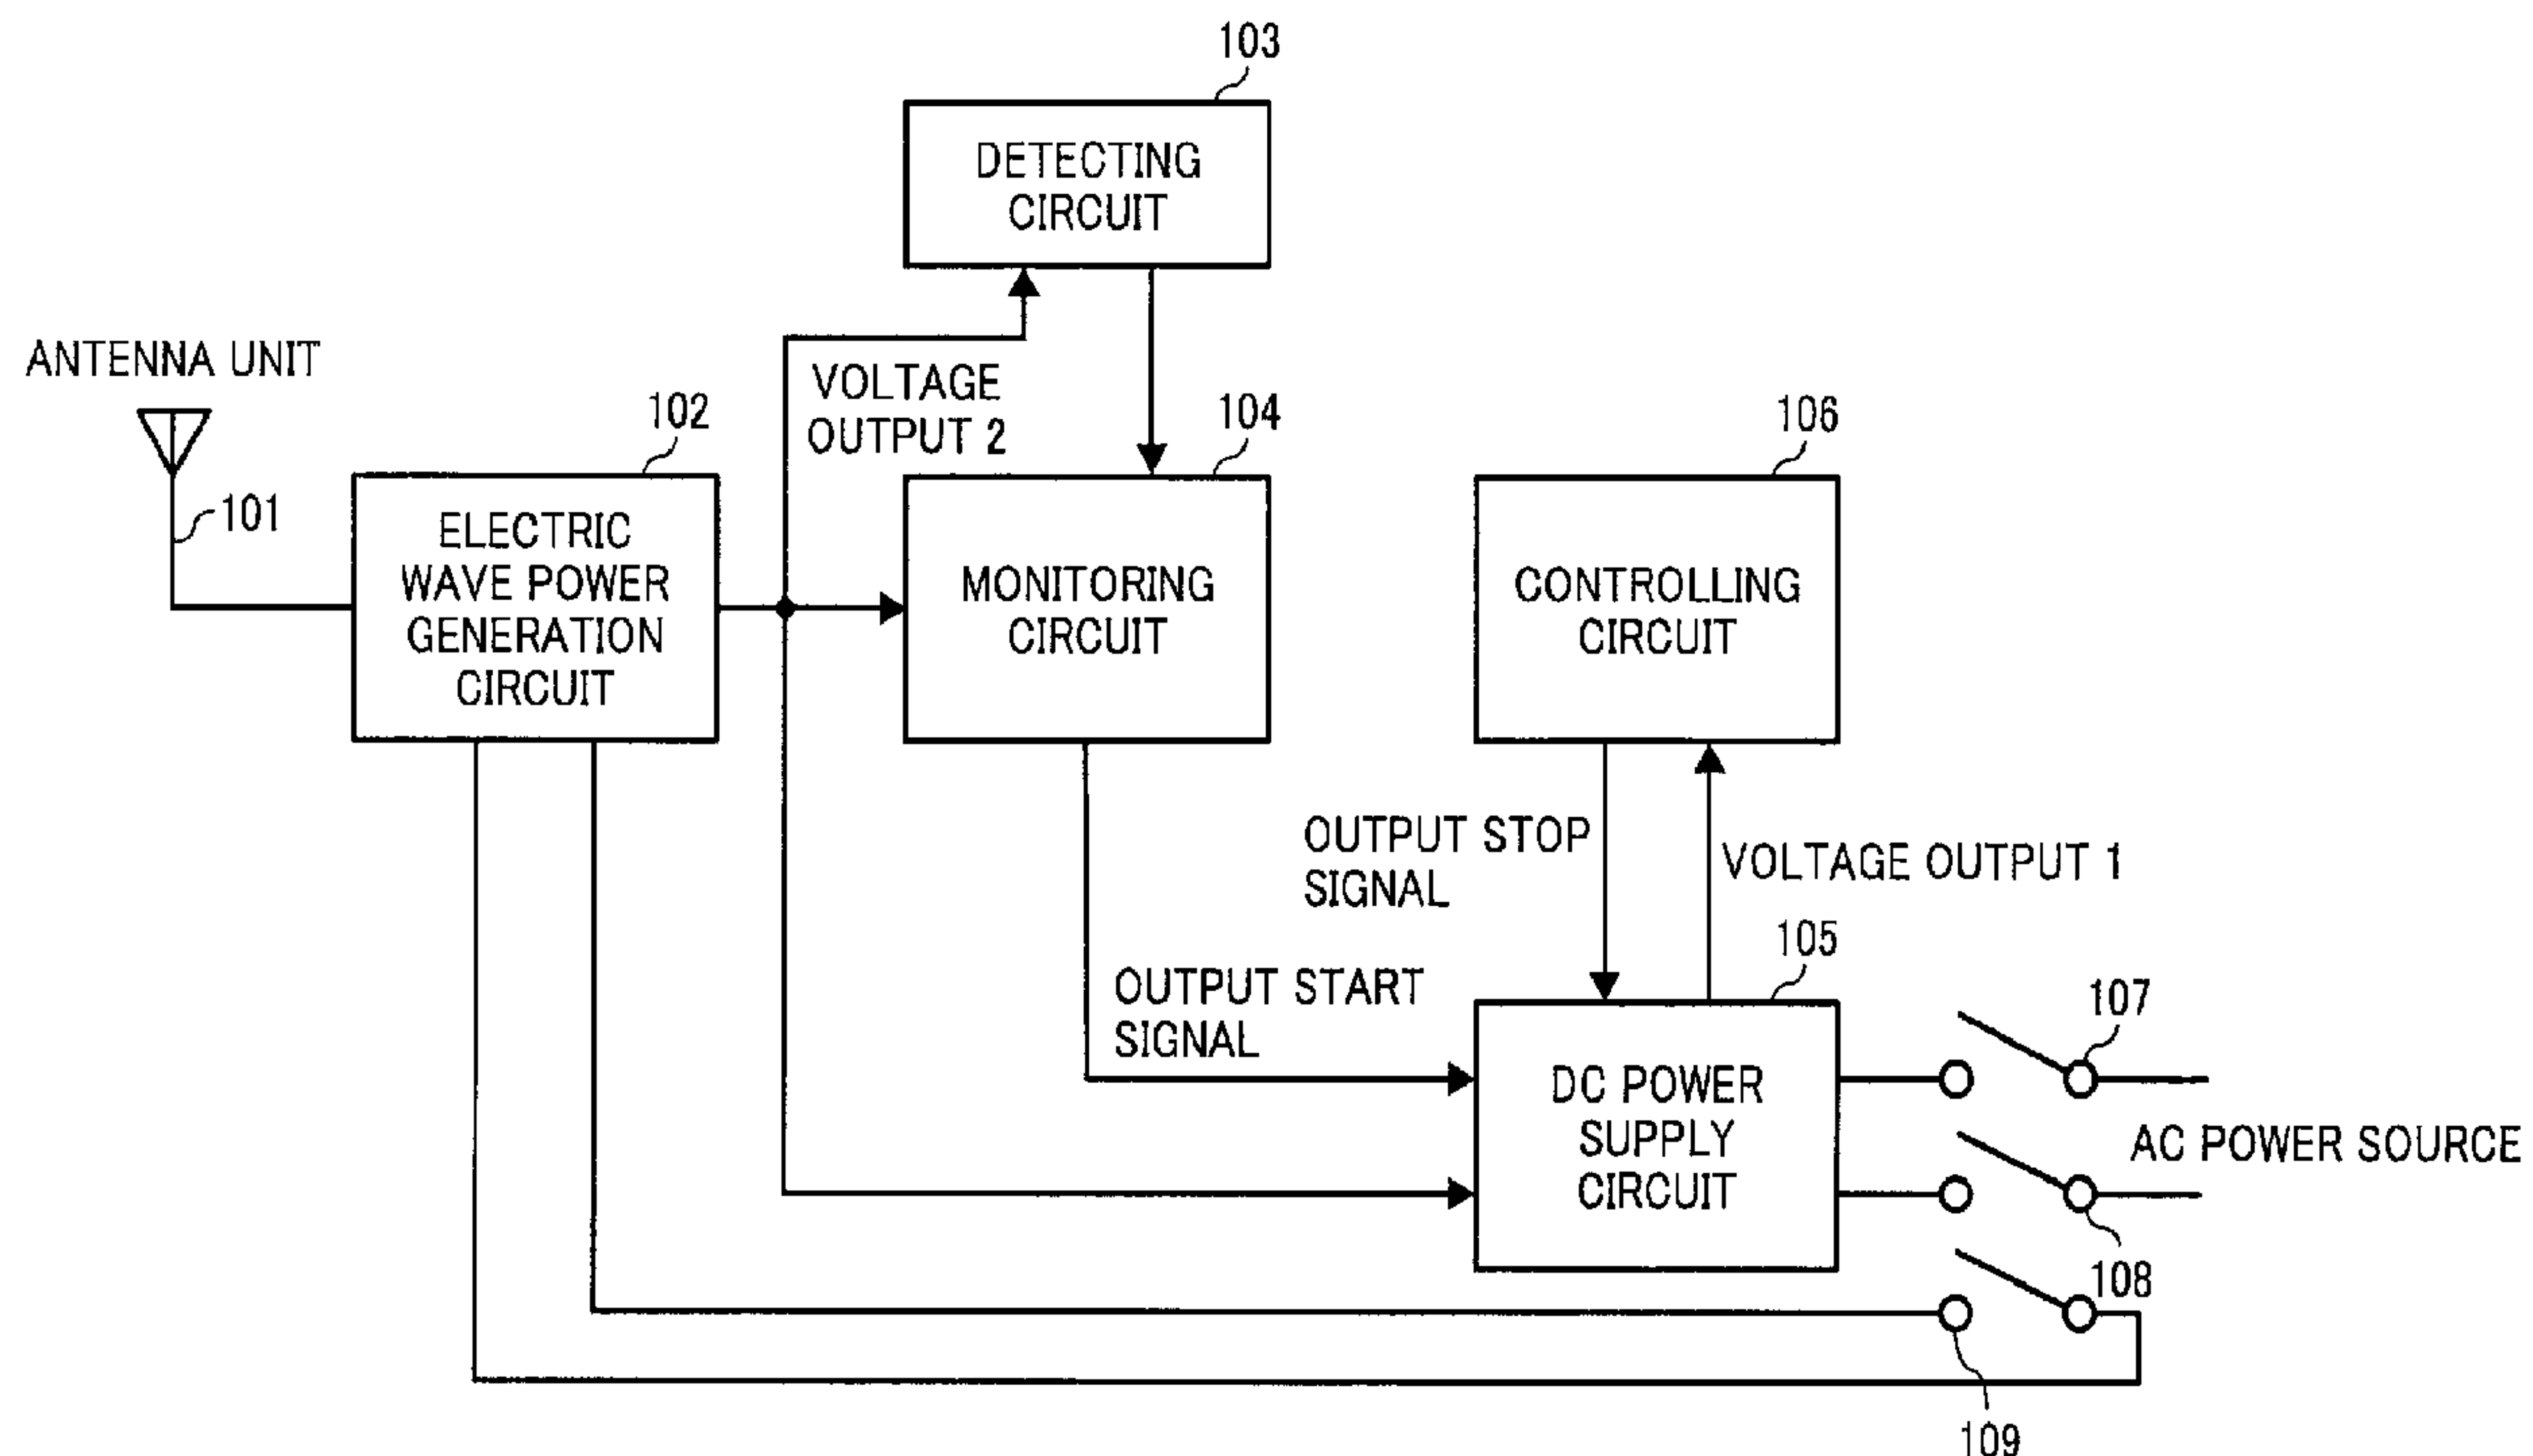 103
DETECTING
CIRCUIT
ANTENNA UNIT
VOLTAGE
OUTPUT 2
102
104
106
101
ELECTRIC
WAVE POWER
GENERATION
CIRCUIT
MONITORING
CIRCUIT
CONTROLLING
CIRCUIT
OUTPUT STOP
SIGNAL
VOLTAGE OUTPUT 1
105
OUTPUT START
SIGNAL
107
DC POWER
SUPPLY
CIRCUIT
AC POWER SOURCE
108
109